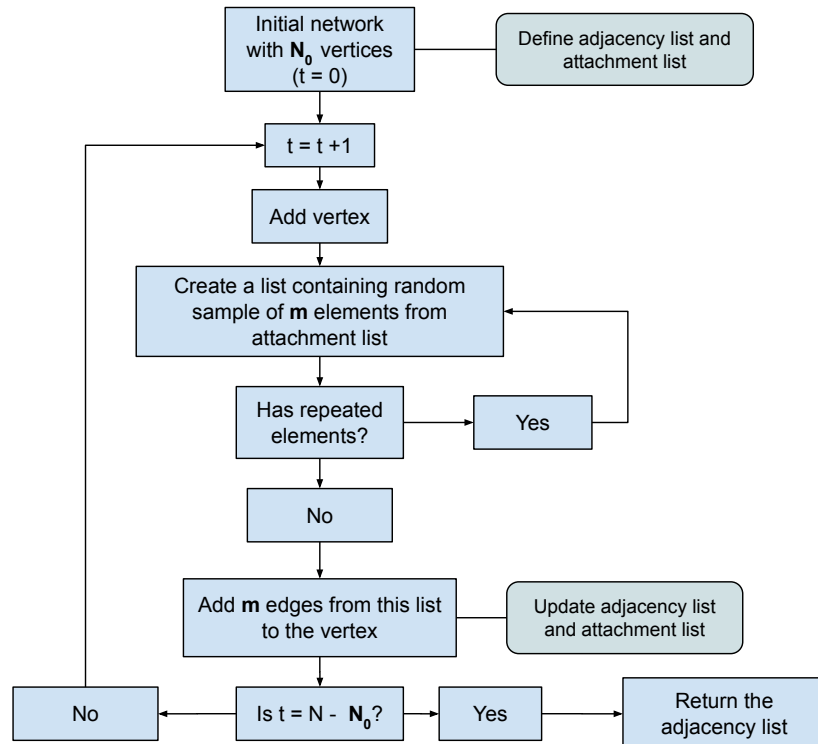 Initial network
with N₀ vertices
(t = 0)
Define adjacency list and
attachment list
t = t +1
Add vertex
Create a list containing random
sample of m elements from
attachment list
Has repeated
elements?
Yes
No
Add m edges from this list
to the vertex
Update adjacency list
and attachment list
No
Is t = N - N₀?
Yes
Return the
adjacency list